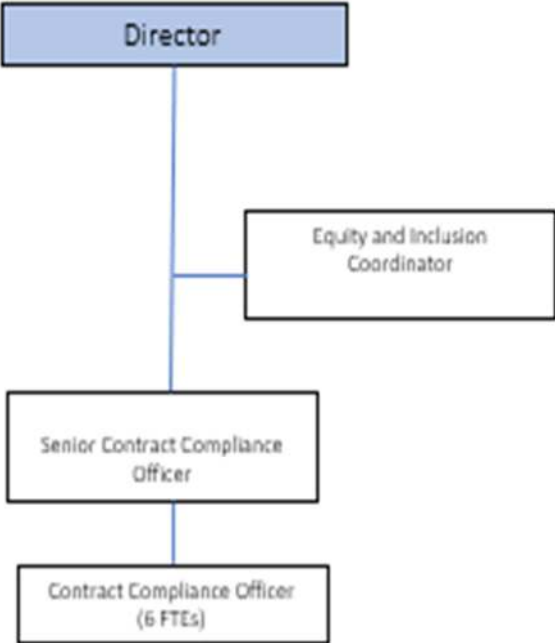 Director
Equity and Inclusion
Coordinator
Senior Contract Compliance
Officer
Contract Compliance Officer
(6 FTEs)